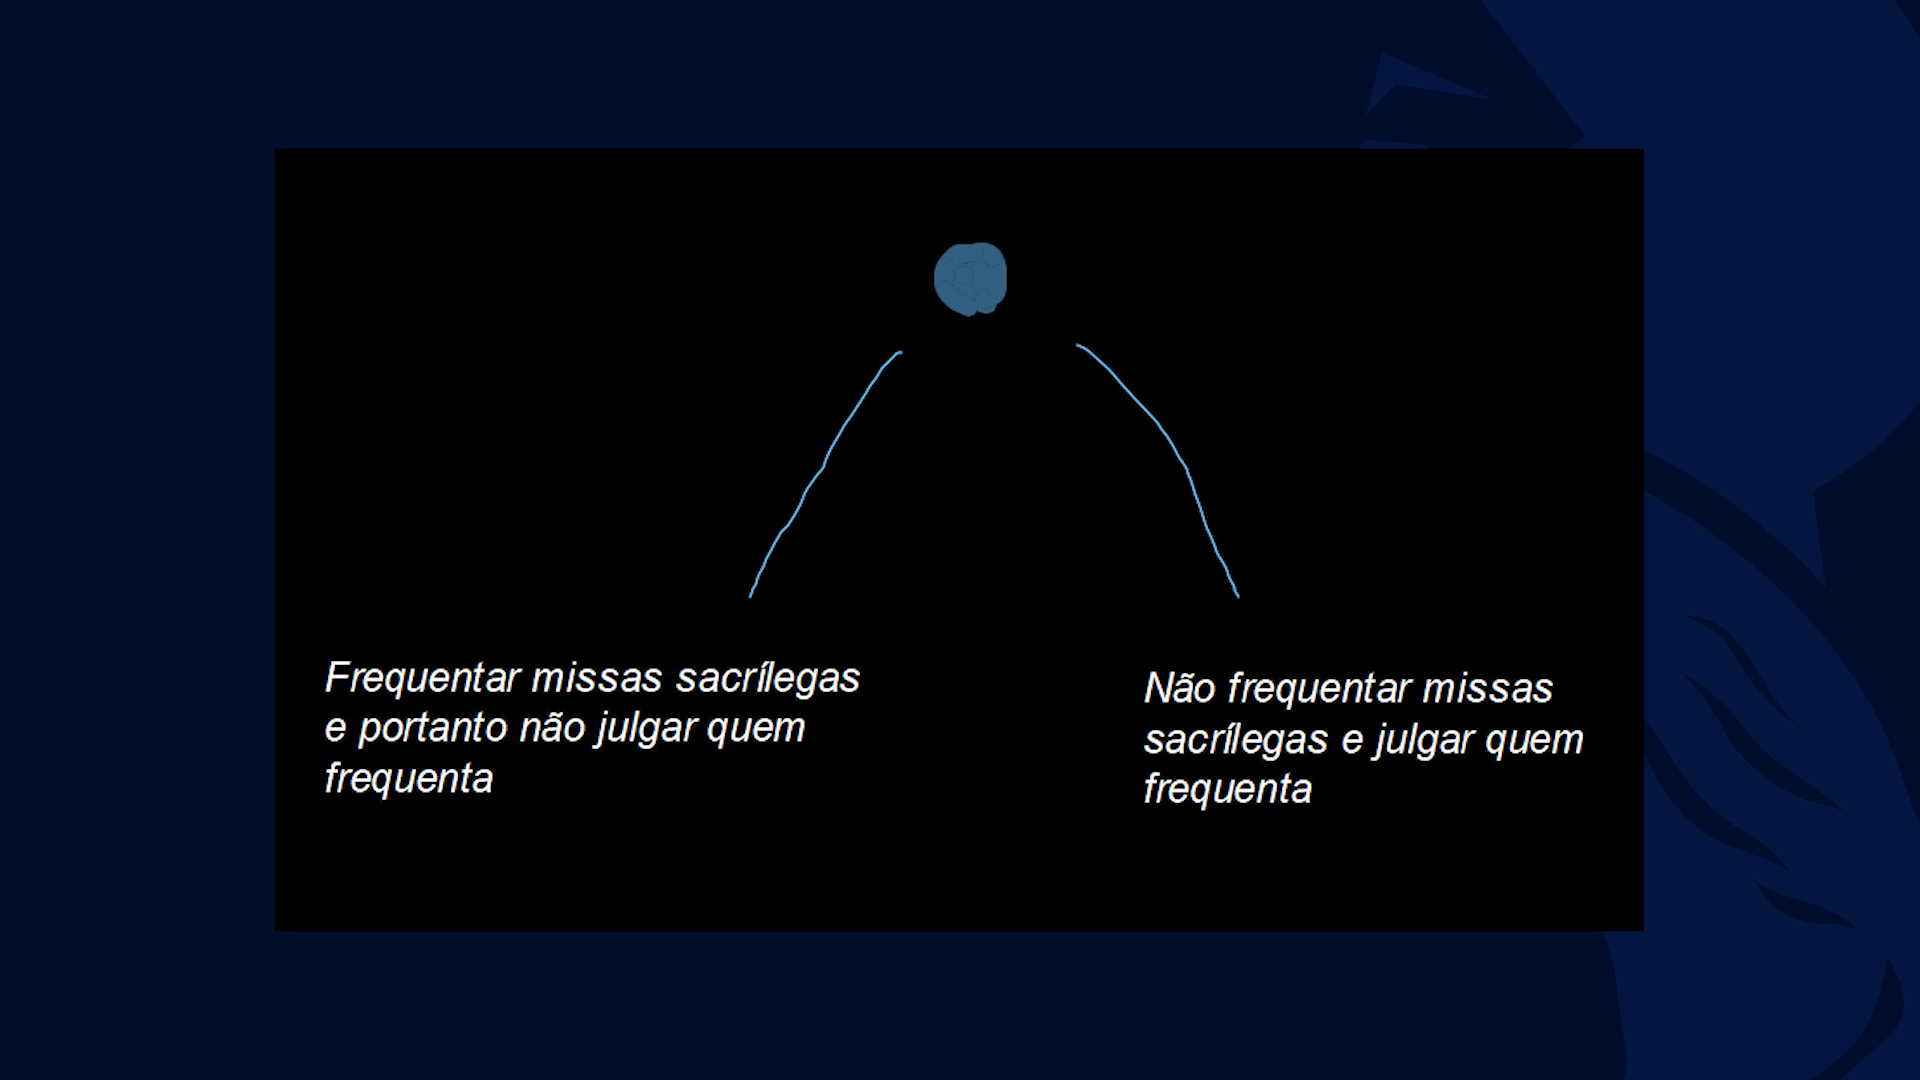 Frequentar missas sacrílegas
e portanto não julgar quem
frequenta
Não frequentar missas
sacrílegas e julgar quem
frequenta